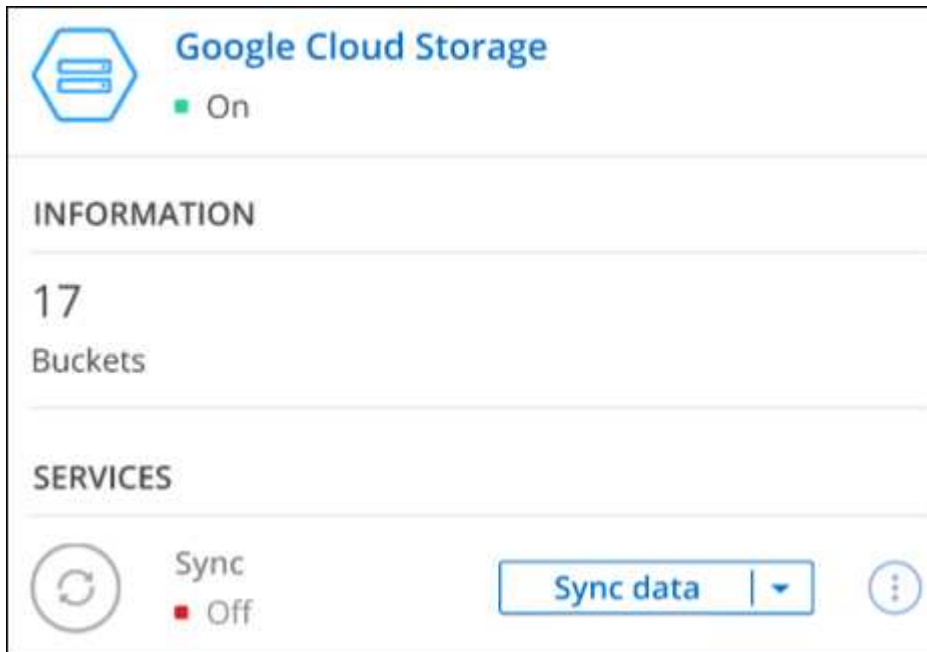 Google Cloud Storage
On
INFORMATION
17
Buckets
SERVICES
Sync
Off
Sync data